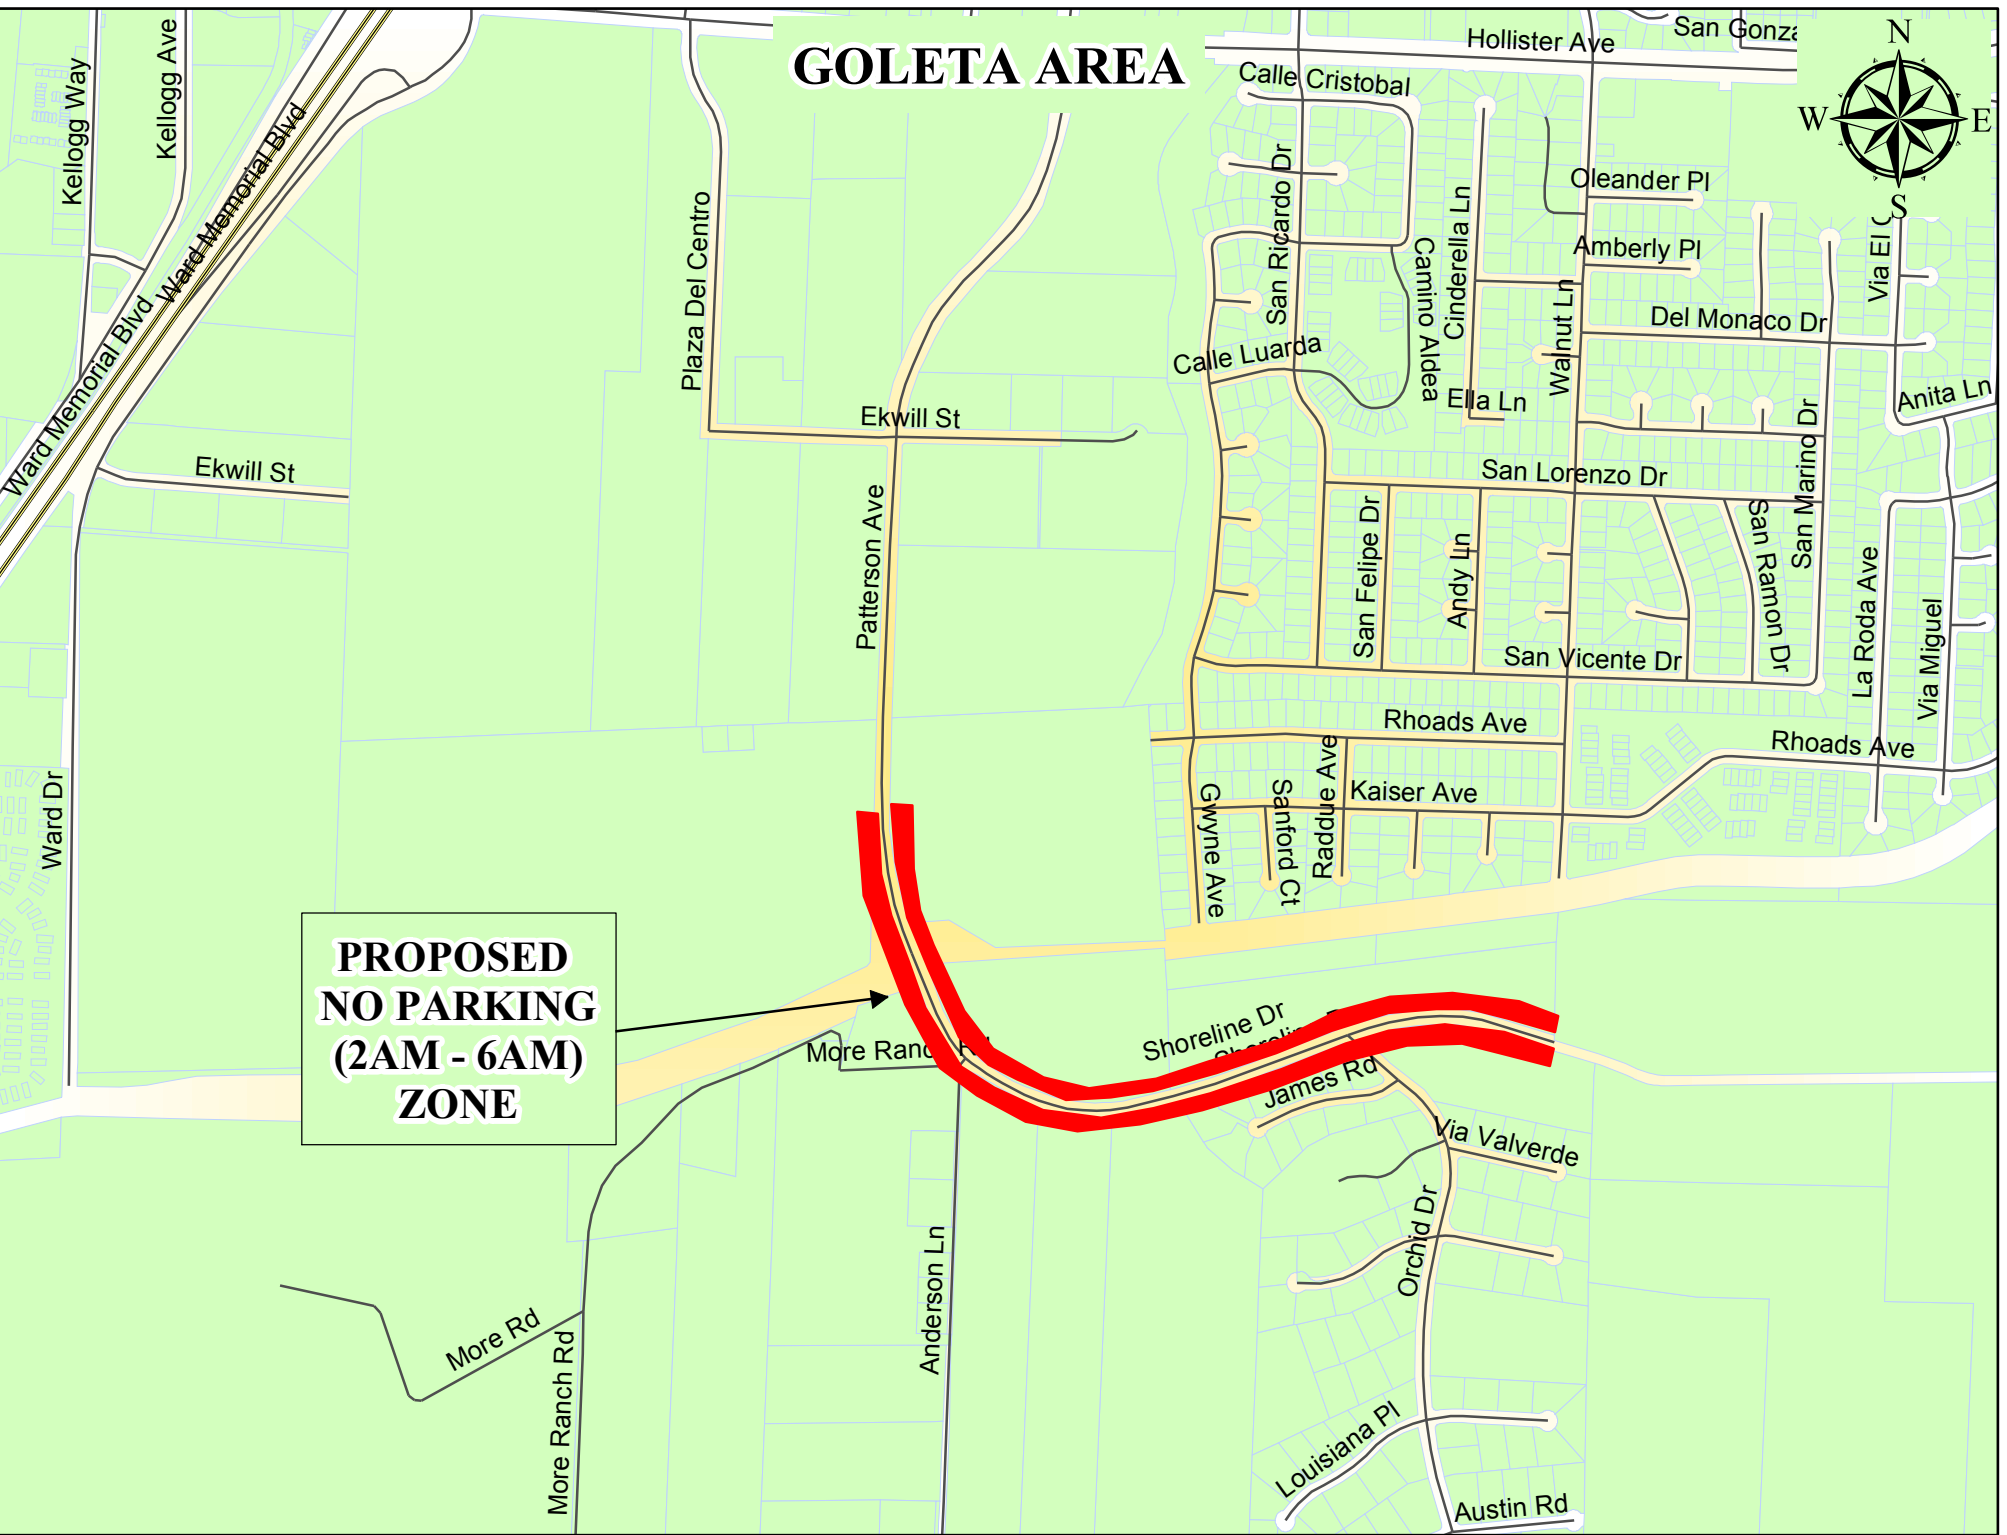 GOLETA AREA
Hollister Ave
San Gonza
N
W
E
S
Kellogg Way
Kellogg Ave
Ward Memorial Blvd
Ward Memorial Blvd
Ward Memorial Blvd
Calle Cristobal
San Ricardo Dr
Camino Aldea
Cinderella Ln
Oleander Pl
Amberly Pl
Walnut Ln
Del Monaco Dr
Via El
Plaza Del Centro
Calle Luarda
Ella Ln
Anita Ln
Ekwill St
Ekwill St
Patterson Ave
San Lorenzo Dr
San Felipe Dr
Andy Ln
San Ramon Dr
San Marino Dr
La Roda Ave
Via Miguel
San Vicente Dr
Rhoads Ave
Rhoads Ave
Ward Dr
Gwyne Ave
Sanford Ct
Raddue Ave
Kaiser Ave
PROPOSED
NO PARKING
(2AM - 6AM)
ZONE
More Ranch Rd
Shoreline Dr
James Rd
Via Valverde
Orchid Dr
Anderson Ln
More Rd
More Ranch Rd
Louisiana Pl
Austin Rd